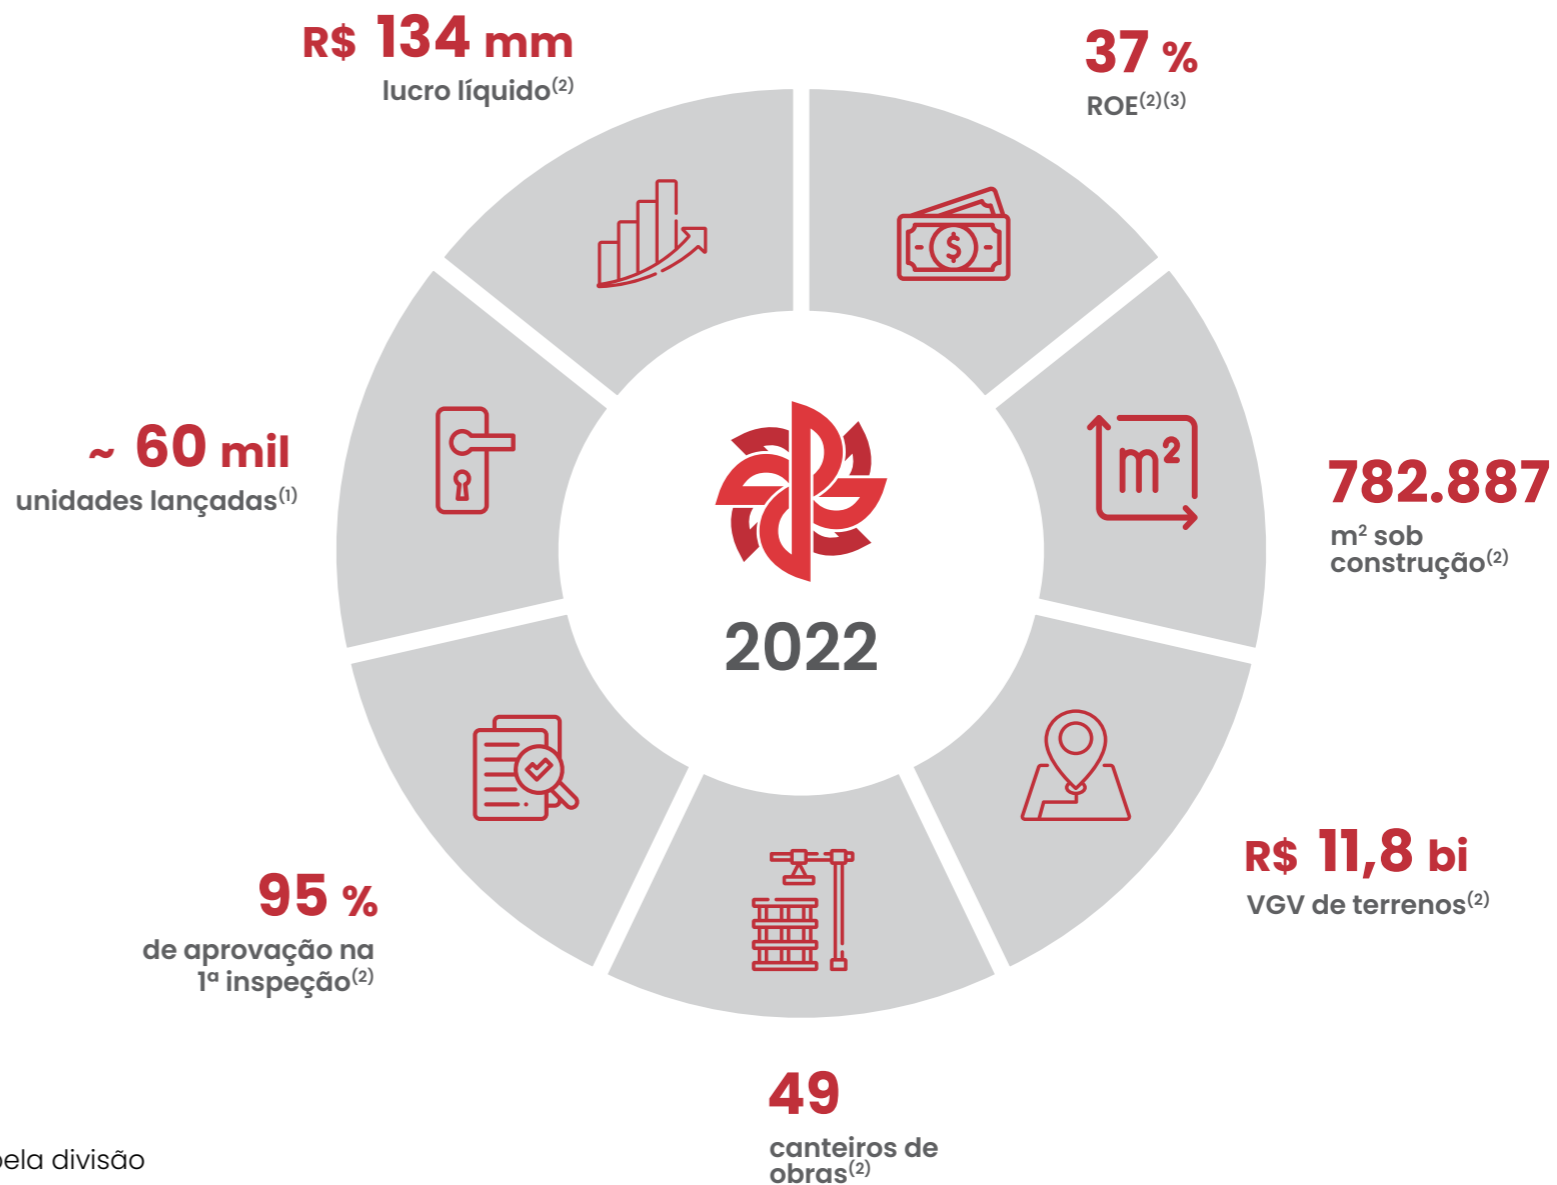 R$ 134 mm
lucro líquido(2)
37 %
ROE(2)(3)
~ 60 mil
unidades lançadas(1)
m²
782.887
m² sob
construção(2)
$
2022
R$ 11,8 bi
VGV de terrenos(2)
95 %
de aprovação na
1ª inspeção(2)
49
canteiros de
obras(2)
pela divisão